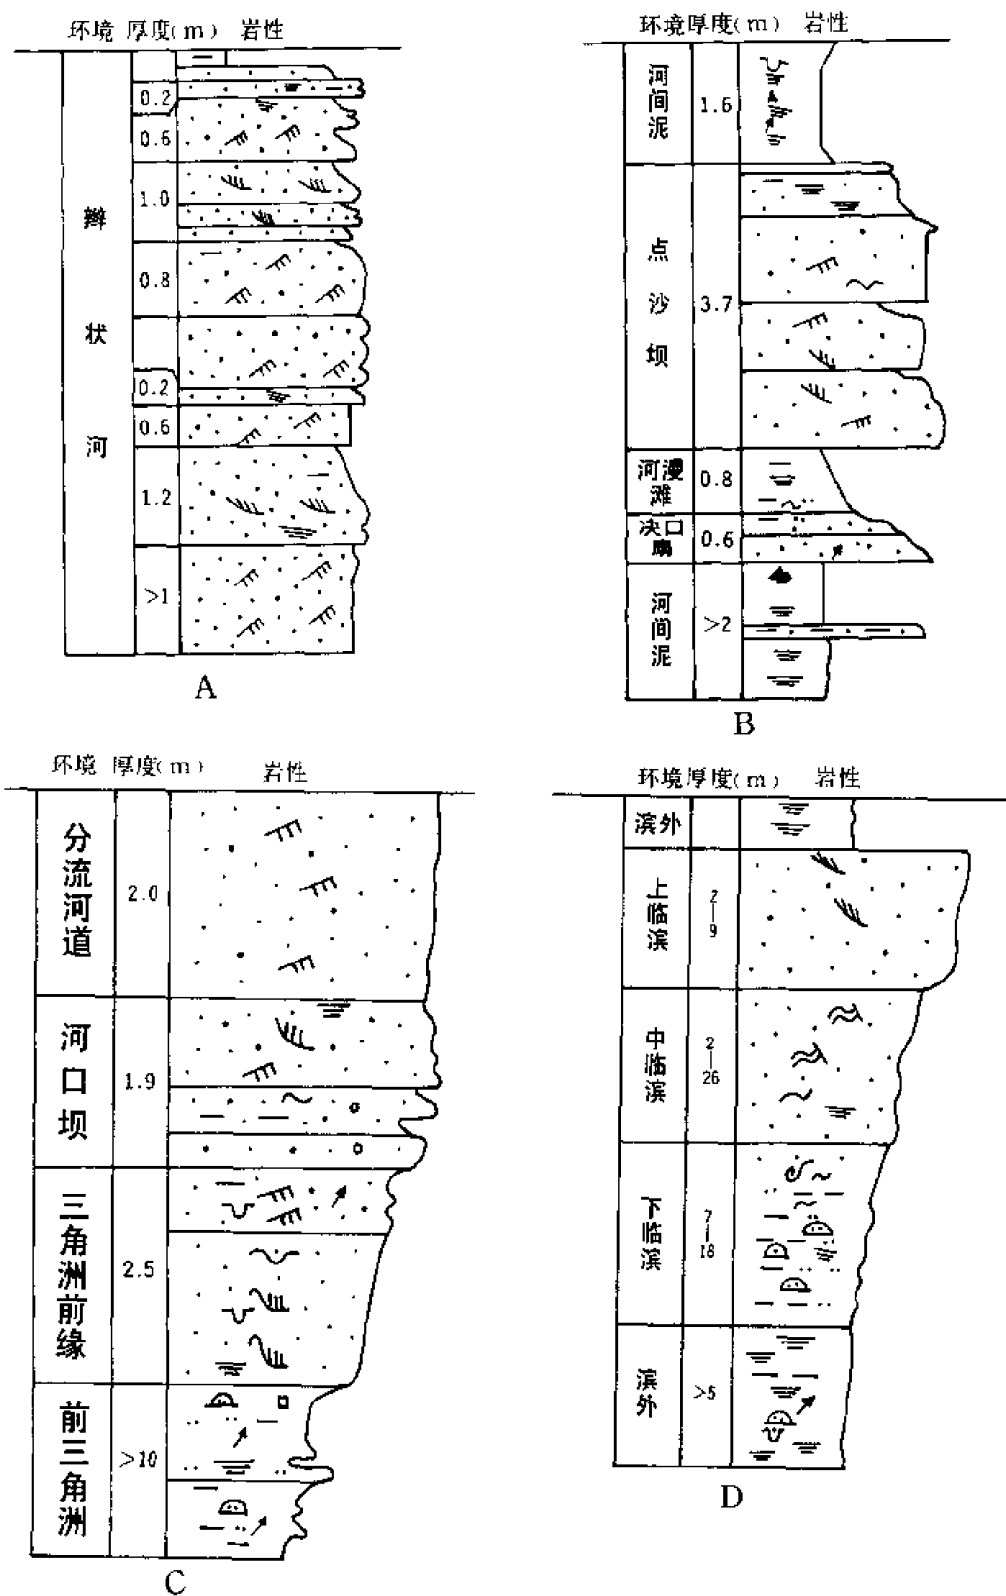 环境 厚度(m) 岩性
0.2
0.6
1.0
0.8
0.2
0.6
1.2
>1
辫状河
A
环境厚度(m) 岩性
河间泥 1.6
点沙坝 3.7
河漫滩 0.8
决口扇 0.6
河间泥 >2
B
环境 厚度(m) 岩性
分流河道 2.0
河口坝 1.9
三角洲前缘 2.5
前三角洲 >10
C
环境厚度(m) 岩性
滨外
上临滨 2—9
中临滨 2—26
下临滨 7—18
滨外 >5
D